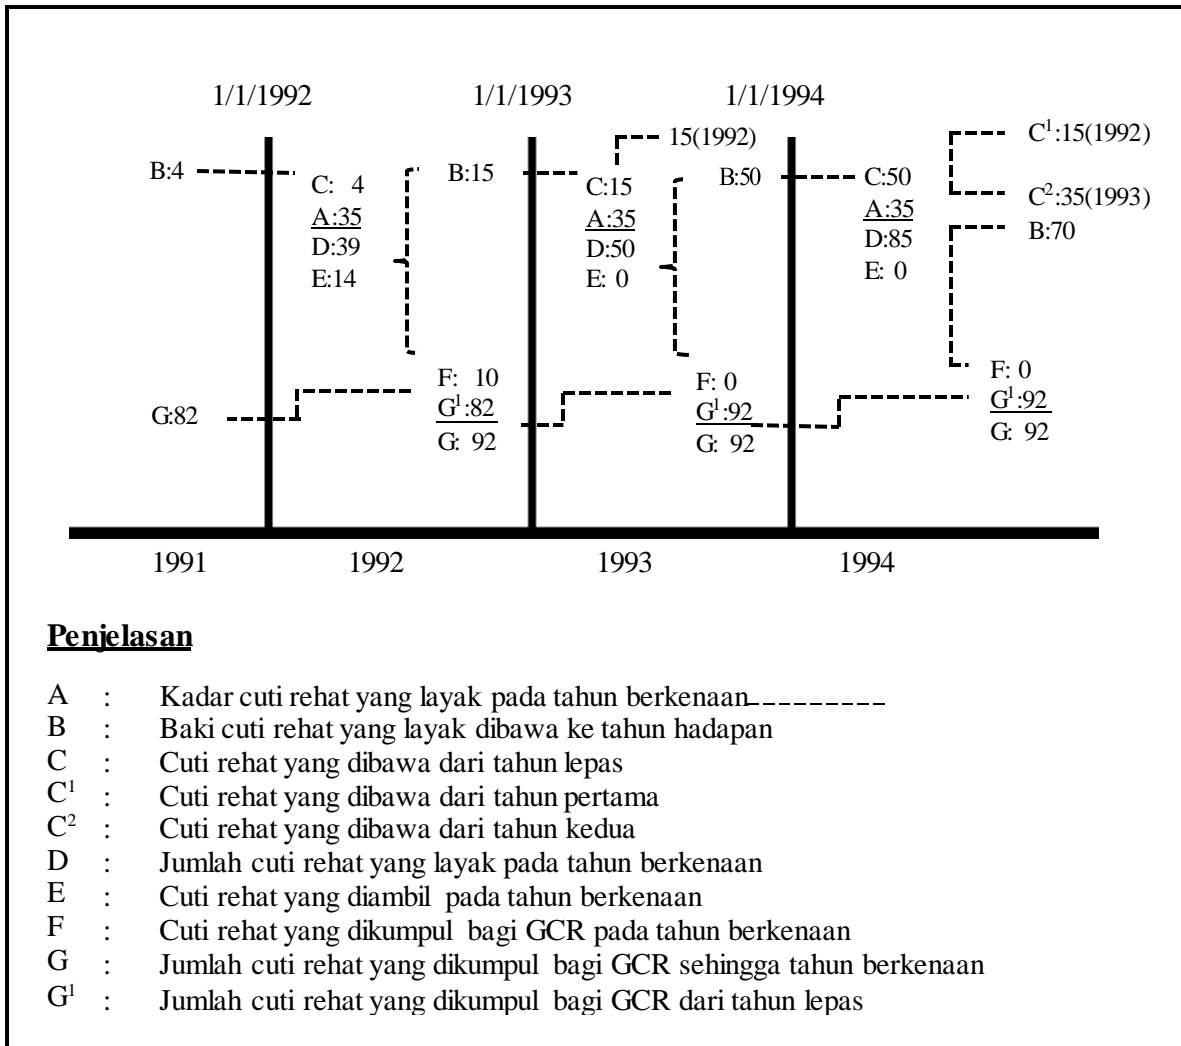 1/1/1992 1/1/1993 1/1/1994
15(1992) C¹:15(1992)
B:4 B:15 B:50
C: 4 C:15 C:50 C²:35(1993)
A:35 A:35 A:35
D:39 D:50 D:85 B:70
E:14 E: 0 E: 0
F: 10 F: 0 F: 0
G:82 G¹:82 G¹:92 G¹:92
G: 92 G: 92 G: 92
1991 1992 1993 1994
Penjelasan
A : Kadar cuti rehat yang layak pada tahun berkenaan
B : Baki cuti rehat yang layak dibawa ke tahun hadapan
C : Cuti rehat yang dibawa dari tahun lepas
C¹ : Cuti rehat yang dibawa dari tahun pertama
C² : Cuti rehat yang dibawa dari tahun kedua
D : Jumlah cuti rehat yang layak pada tahun berkenaan
E : Cuti rehat yang diambil pada tahun berkenaan
F : Cuti rehat yang dikumpul bagi GCR pada tahun berkenaan
G : Jumlah cuti rehat yang dikumpul bagi GCR sehingga tahun berkenaan
G¹ : Jumlah cuti rehat yang dikumpul bagi GCR dari tahun lepas